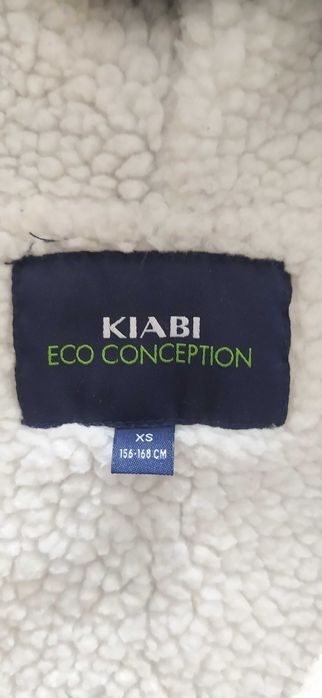 KIABI
ECO CONCEPTION
XS
156-168 CM